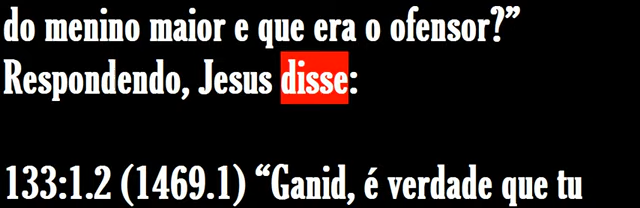 do menino maior e que era o ofensor?”
Respondendo, Jesus disse:
133:1.2 (1469.1) “Ganid, é verdade que tu